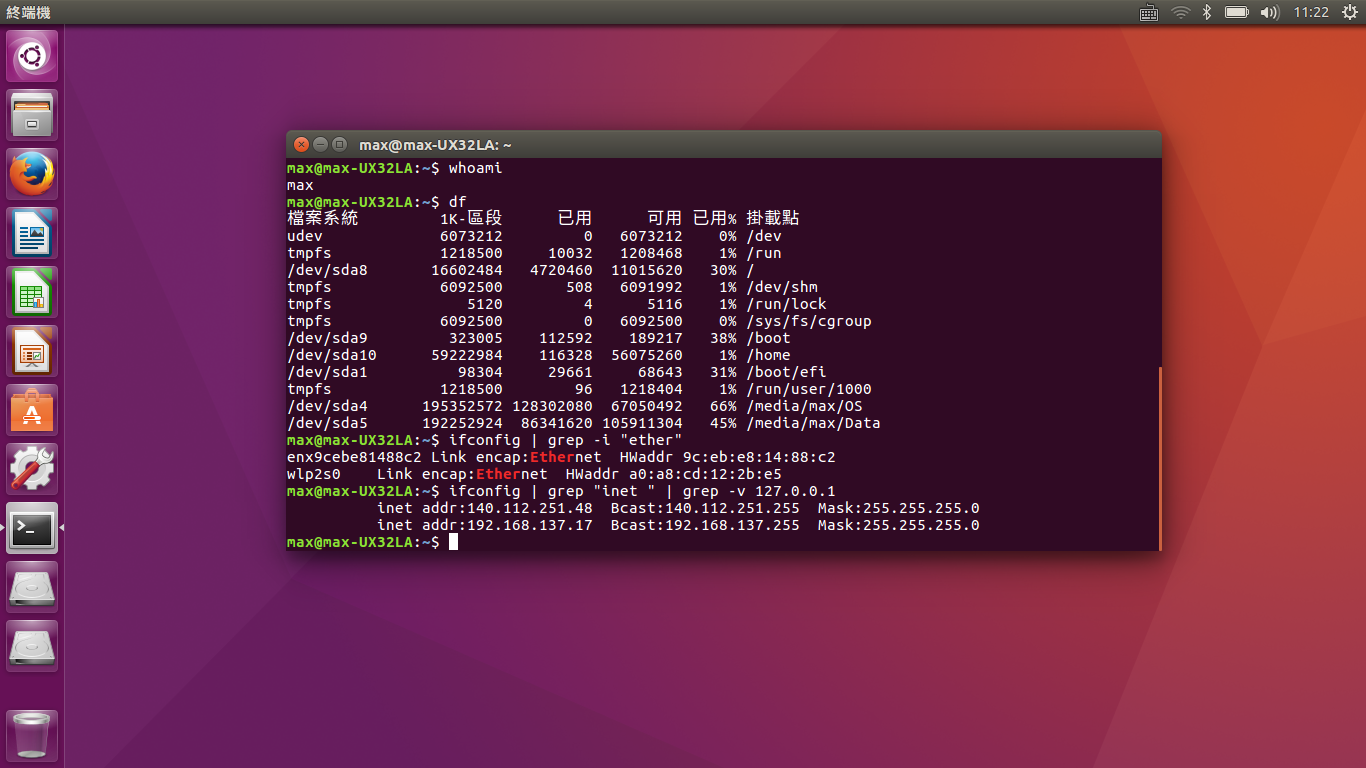 終端機
11:22
max@max-UX32LA: ~
max@max-UX32LA:~$ whoami
max
max@max-UX32LA:~$ df
檔案系統 1K-區段 已用 可用 已用% 掛載點
udev 6073212 0 6073212 0% /dev
tmpfs 1218500 10032 1208468 1% /run
/dev/sda8 16602484 4720460 11015620 30% /
tmpfs 6092500 508 6091992 1% /dev/shm
tmpfs 5120 4 5116 1% /run/lock
tmpfs 6092500 0 6092500 0% /sys/fs/cgroup
/dev/sda9 323005 112592 189217 38% /boot
/dev/sda10 59222984 116328 56075260 1% /home
/dev/sda1 98304 29661 68643 31% /boot/efi
tmpfs 1218500 96 1218404 1% /run/user/1000
/dev/sda4 195352572 128302080 67050492 66% /media/max/OS
/dev/sda5 192252924 86341620 105911304 45% /media/max/Data
max@max-UX32LA:~$ ifconfig | grep -i "ether"
enx9cebe81488c2 Link encap:Ethernet HWaddr 9c:eb:e8:14:88:c2
wlp2s0 Link encap:Ethernet HWaddr a0:a8:cd:12:2b:e5
max@max-UX32LA:~$ ifconfig | grep "inet " | grep -v 127.0.0.1
inet addr:140.112.251.48 Bcast:140.112.251.255 Mask:255.255.255.0
inet addr:192.168.137.17 Bcast:192.168.137.255 Mask:255.255.255.0
max@max-UX32LA:~$